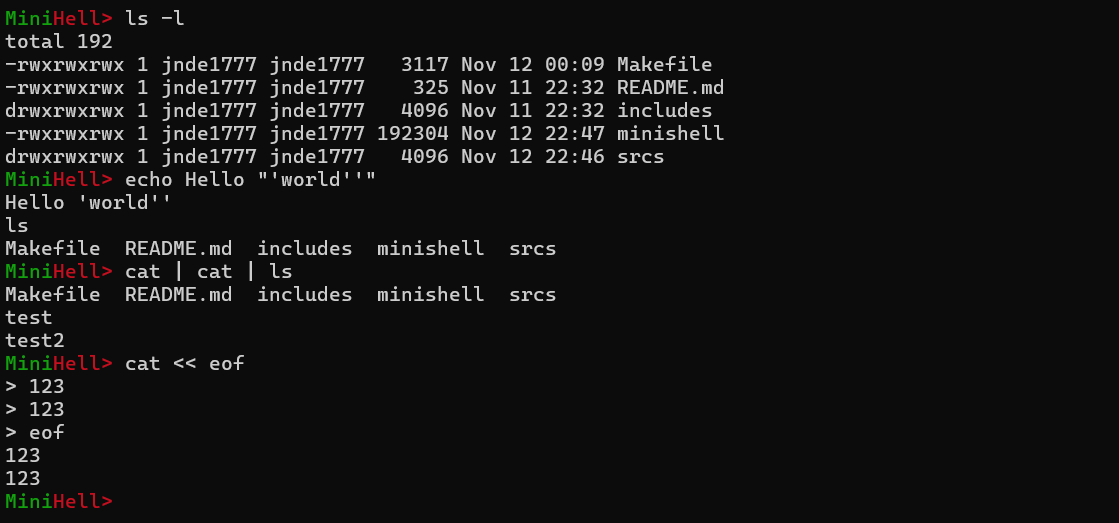 MiniHell> ls -l
total 192
-rwxrwxrwx 1 jnde1777 jnde1777   3117 Nov 12 00:09 Makefile
-rwxrwxrwx 1 jnde1777 jnde1777    325 Nov 11 22:32 README.md
drwxrwxrwx 1 jnde1777 jnde1777   4096 Nov 11 22:32 includes
-rwxrwxrwx 1 jnde1777 jnde1777 192304 Nov 12 22:47 minishell
drwxrwxrwx 1 jnde1777 jnde1777   4096 Nov 12 22:46 srcs
MiniHell> echo Hello "'world''"
Hello 'world''
ls
Makefile  README.md  includes  minishell  srcs
MiniHell> cat | cat | ls
Makefile  README.md  includes  minishell  srcs
test
test2
MiniHell> cat << eof
> 123
> 123
> eof
123
123
MiniHell>